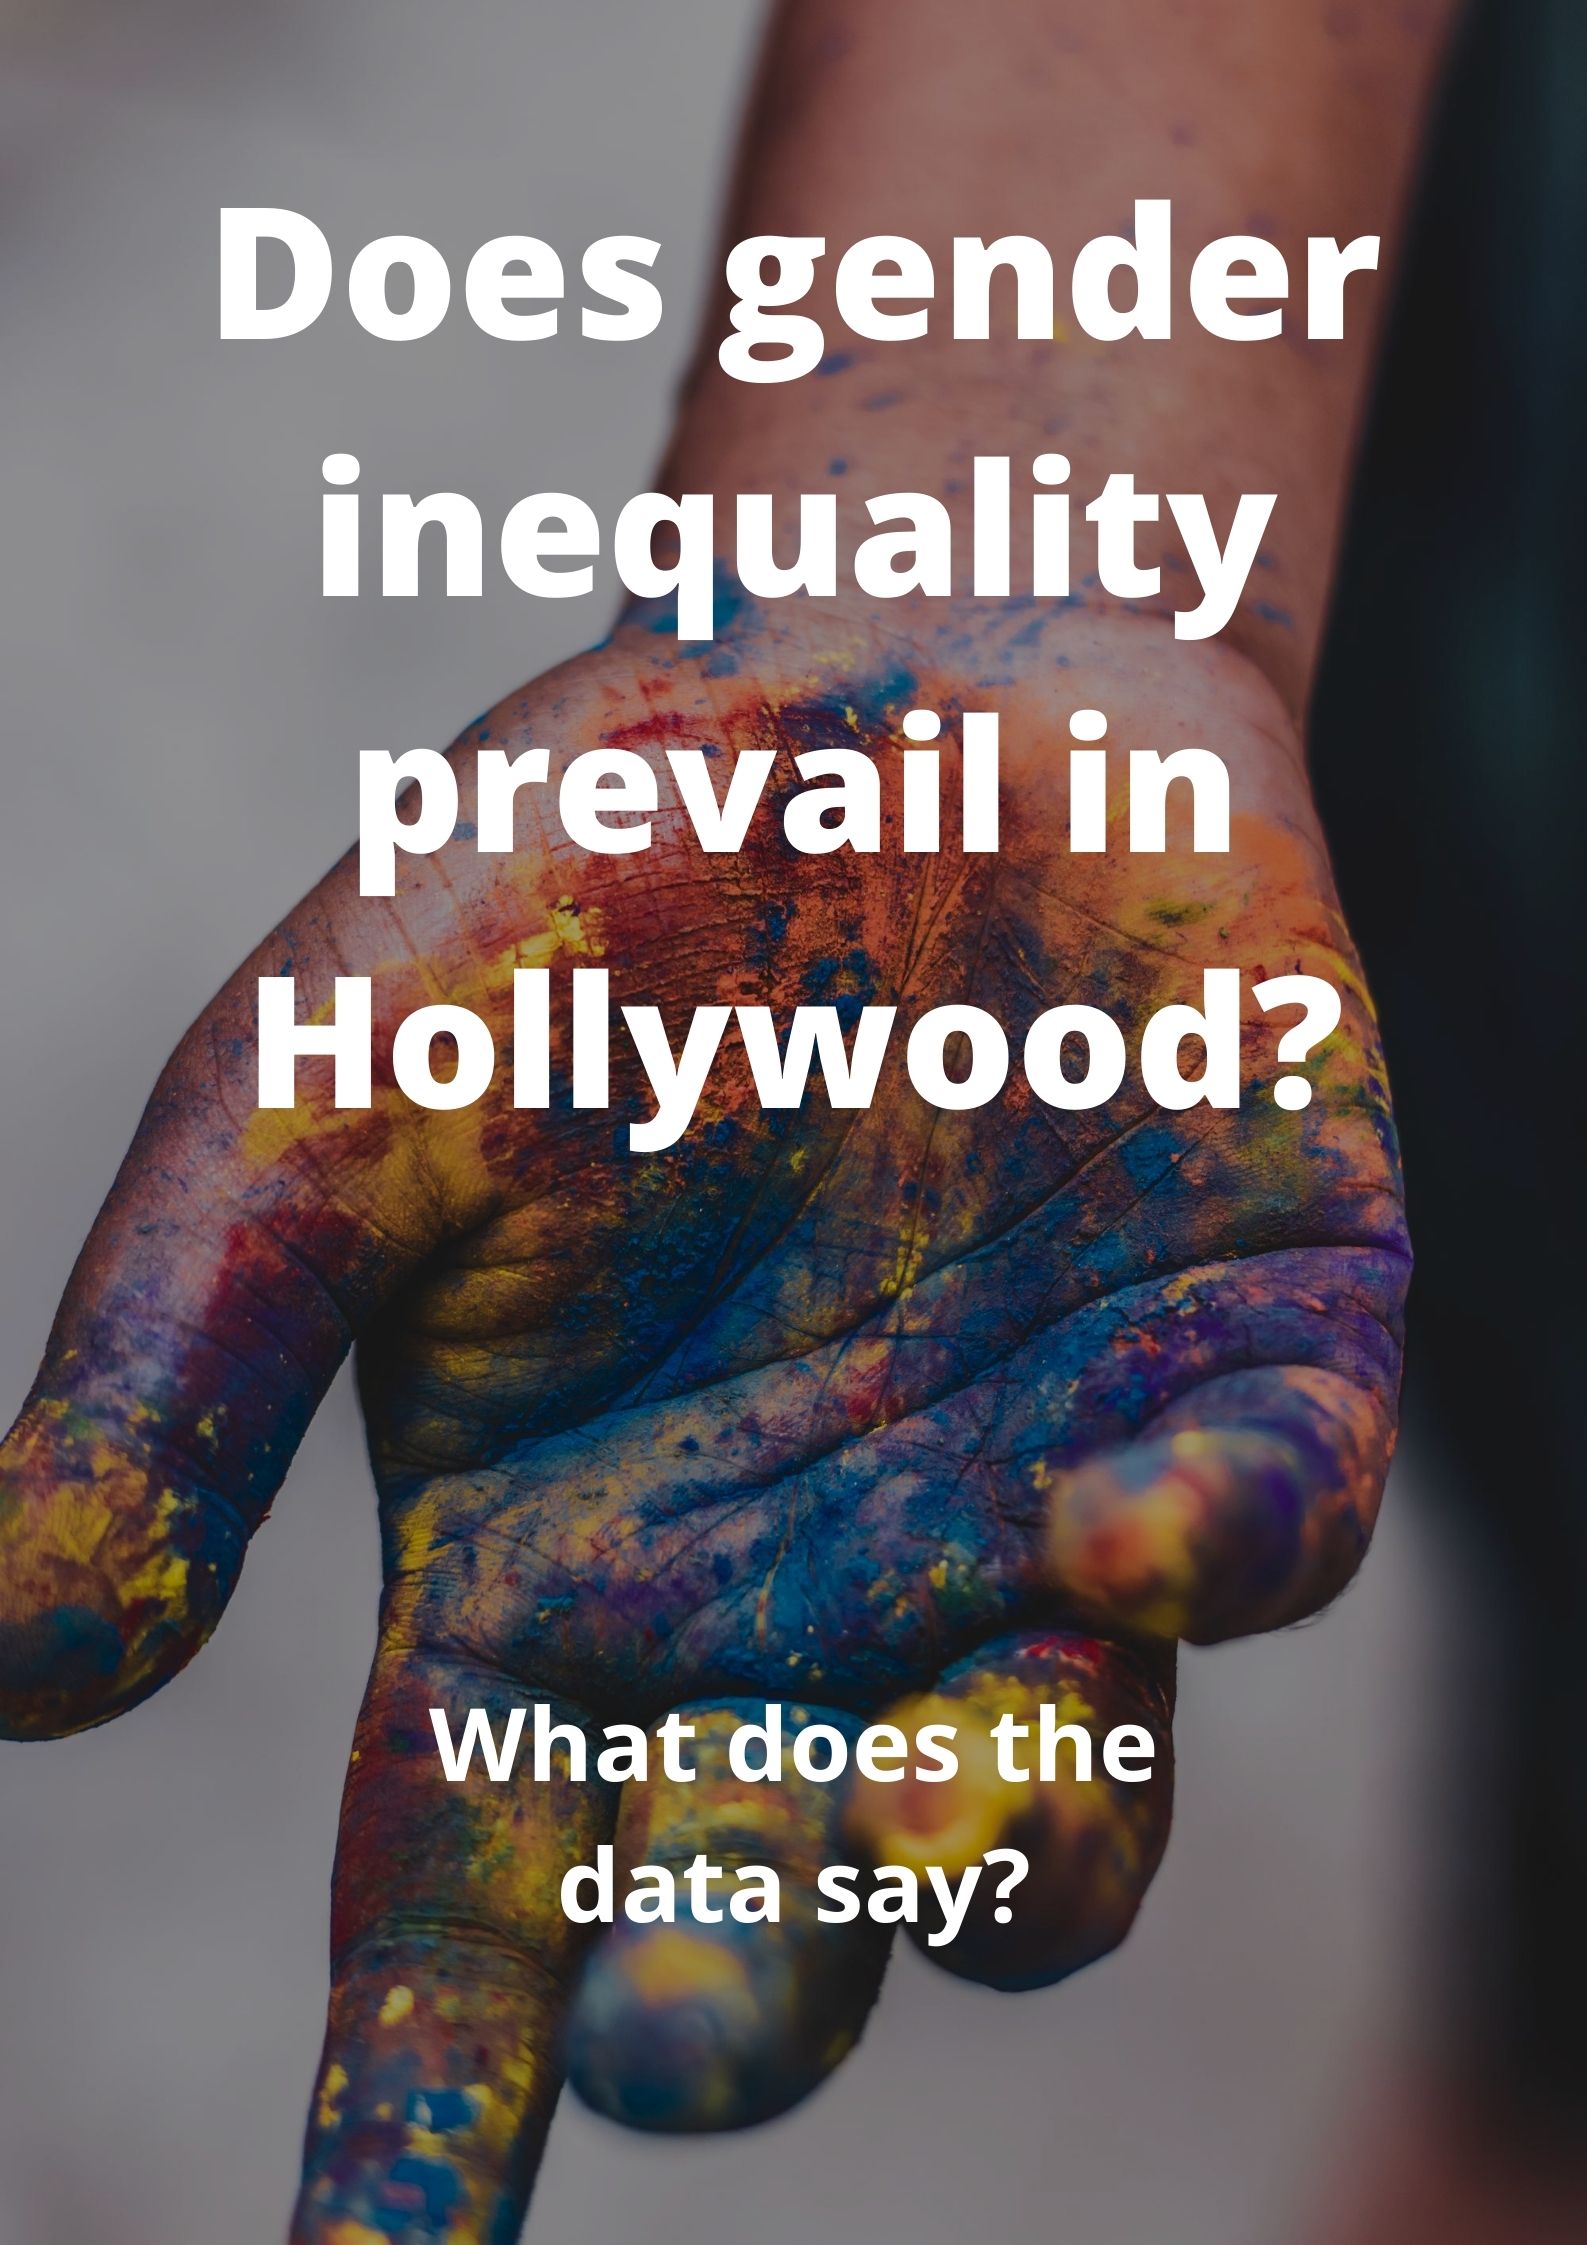 Does gender
inequality
prevail in
Hollywood?
What does the
data say?